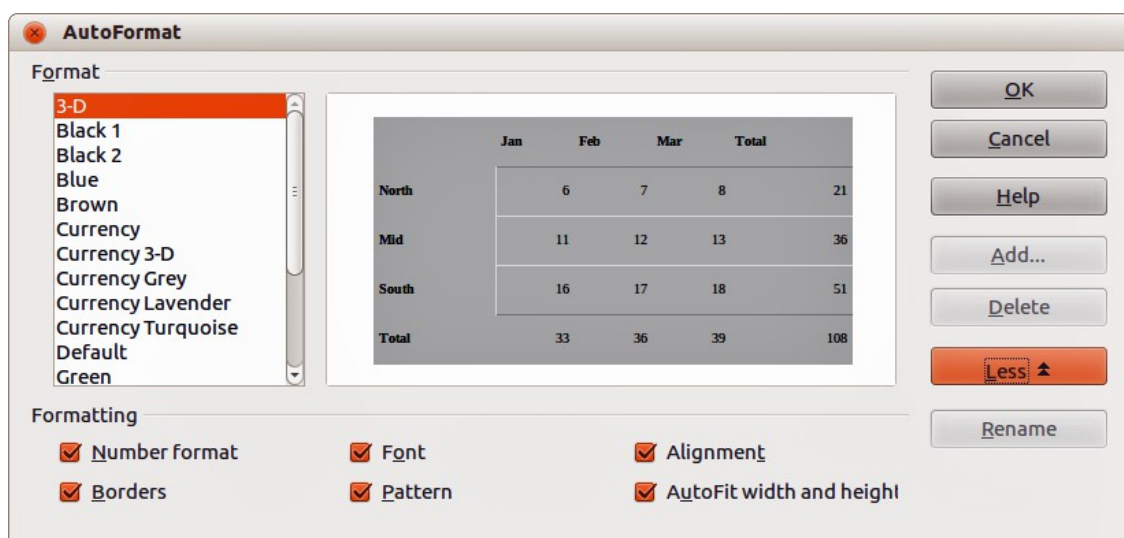 AutoFormat
Format
3-D
Black 1
Black 2
Blue
Brown
Currency
Currency 3-D
Currency Grey
Currency Lavender
Currency Turquoise
Default
Green
Jan Feb Mar Total
North 6 7 8 21
Mid 11 12 13 36
South 16 17 18 51
Total 33 36 39 108
OK
Cancel
Help
Add...
Delete
Less
Rename
Formatting
Number format Font Alignment
Borders Pattern AutoFit width and height